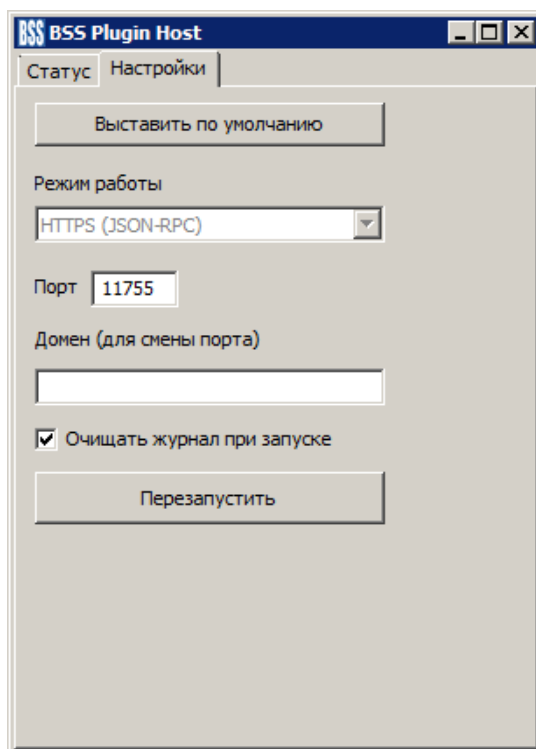 BSS BSS Plugin Host
Статус Настройки
Выставить по умолчанию
Режим работы
HTTPS (JSON-RPC)
Порт 11755
Домен (для смены порта)
Очищать журнал при запуске
Перезапустить